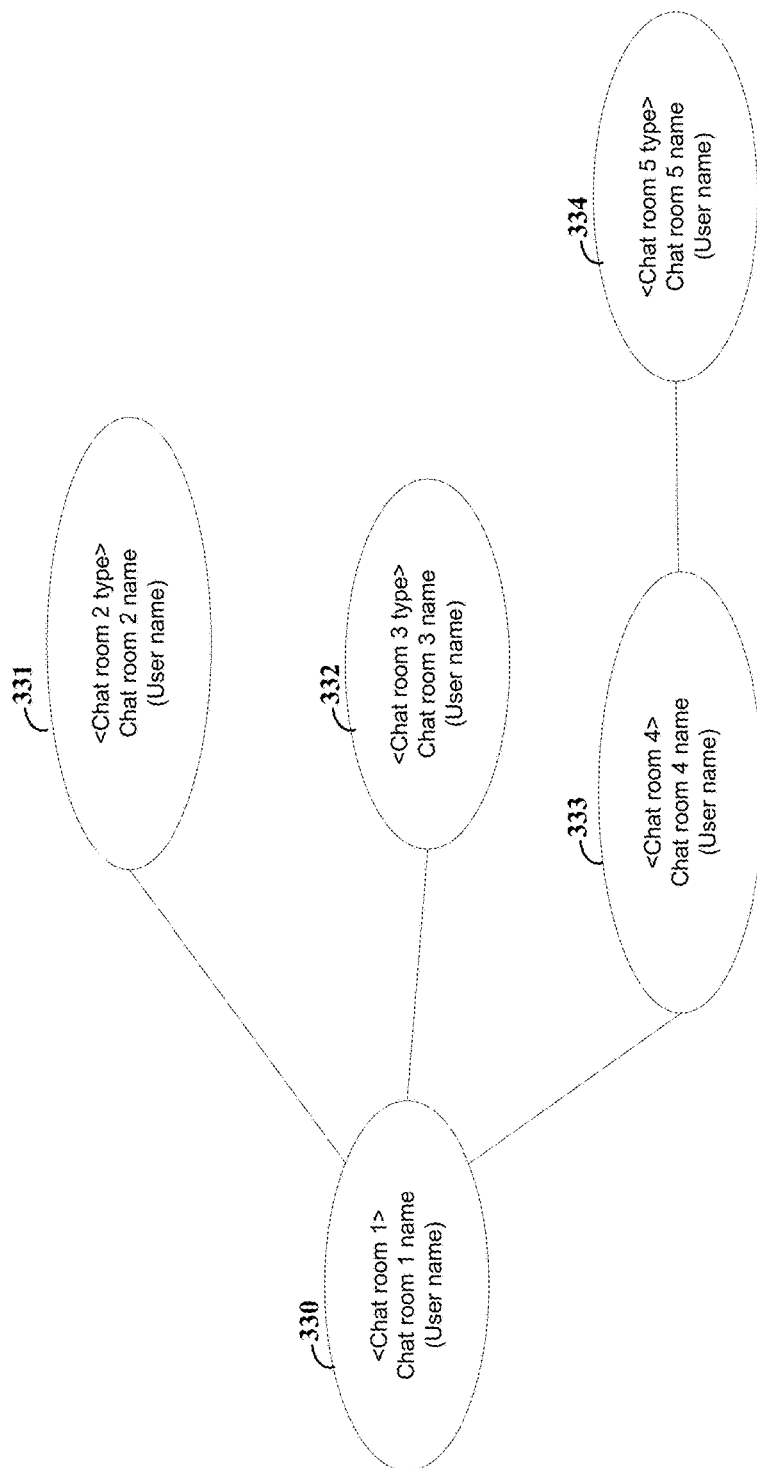 330
<Chat room 1>
Chat room 1 name
(User name)
331
<Chat room 2 type>
Chat room 2 name
(User name)
332
<Chat room 3 type>
Chat room 3 name
(User name)
333
<Chat room 4>
Chat room 4 name
(User name)
334
<Chat room 5 type>
Chat room 5 name
(User name)